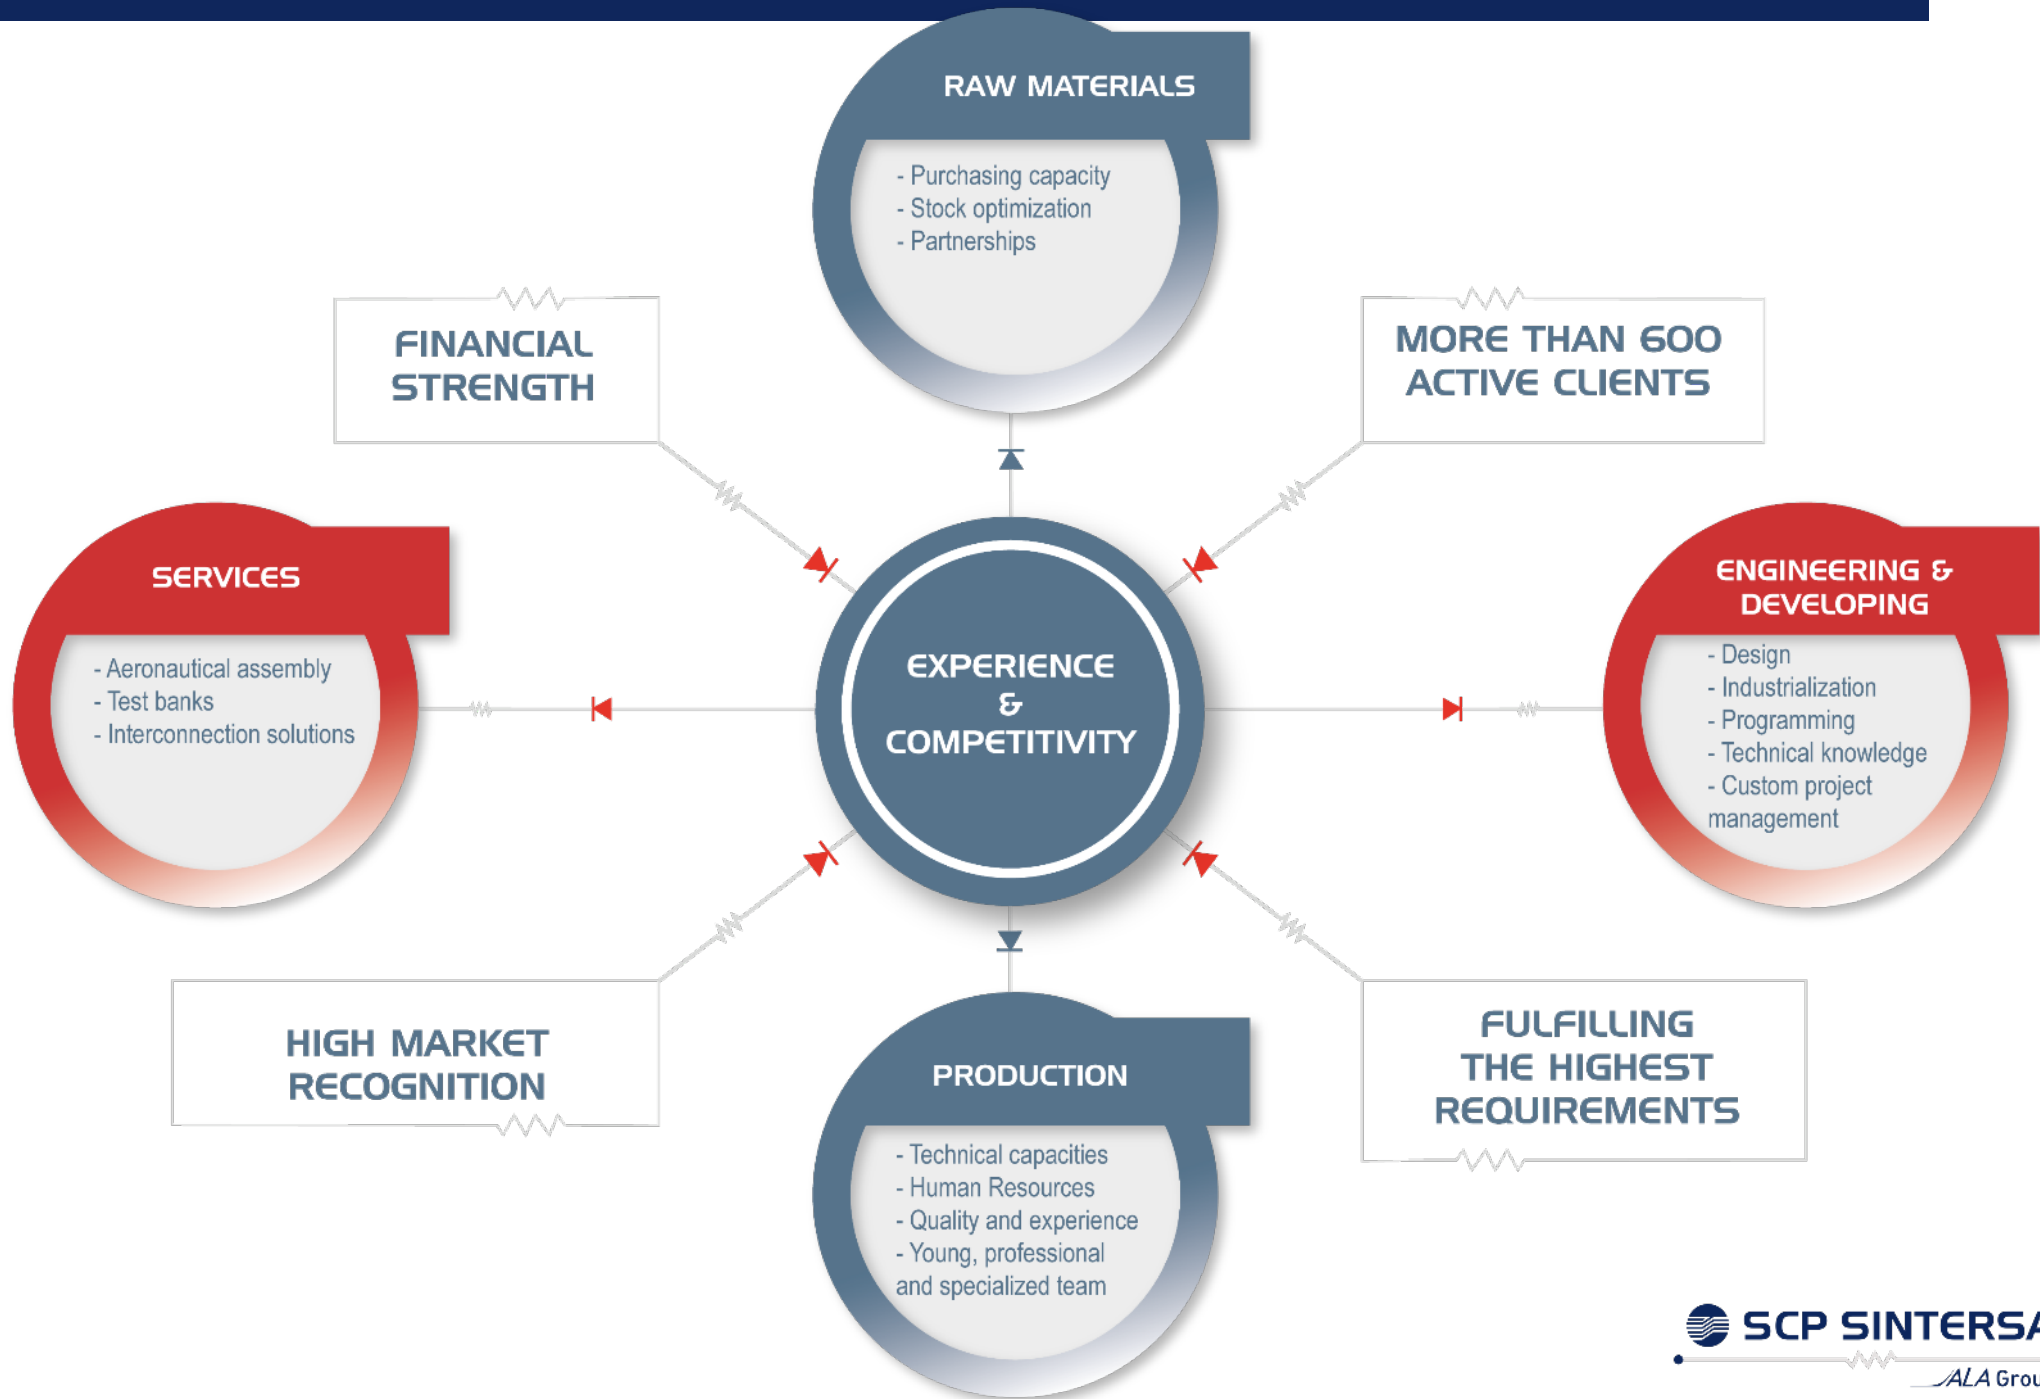 RAW MATERIALS
- Purchasing capacity
- Stock optimization
- Partnerships
FINANCIAL
STRENGTH
MORE THAN 600
ACTIVE CLIENTS
SERVICES
- Aeronautical assembly
- Test banks
- Interconnection solutions
EXPERIENCE
&
COMPETITIVITY
ENGINEERING &
DEVELOPING
- Design
- Industrialization
- Programming
- Technical knowledge
- Custom project
management
HIGH MARKET
RECOGNITION
FULFILLING
THE HIGHEST
REQUIREMENTS
PRODUCTION
- Technical capacities
- Human Resources
- Quality and experience
- Young, professional
and specialized team
SCP SINTERSA
ALA Grou